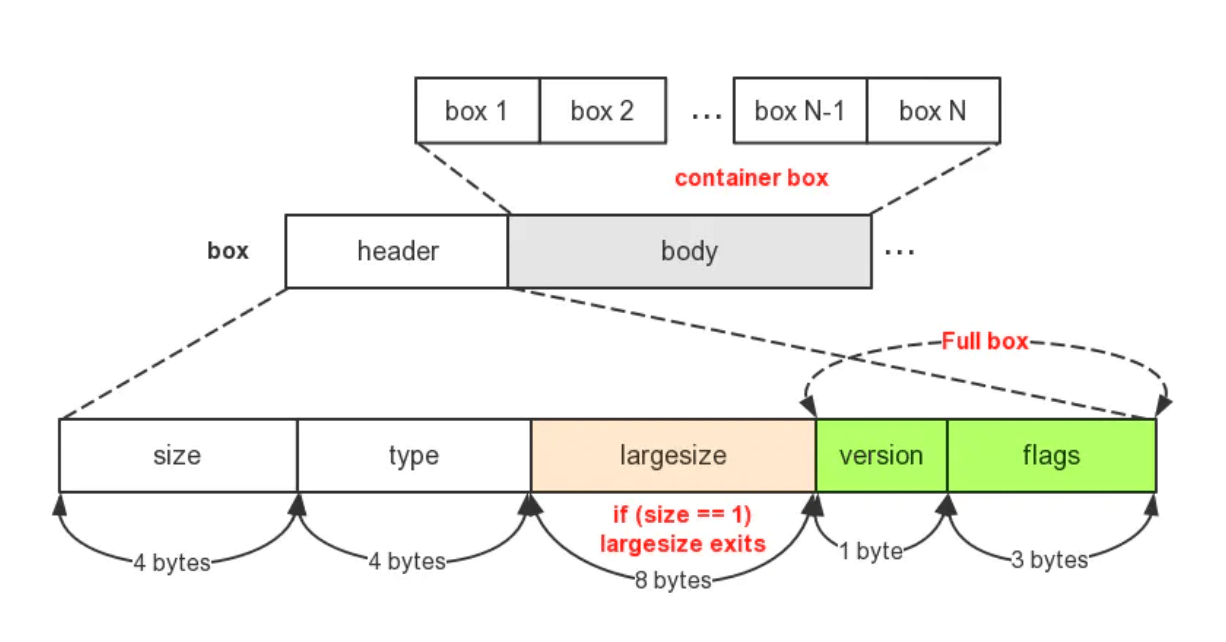 box 1 box 2 ... box N-1 box N
container box
box header body ...
Full box
size type largesize version flags
if (size == 1)
largesize exits
4 bytes 4 bytes 8 bytes 1 byte 3 bytes